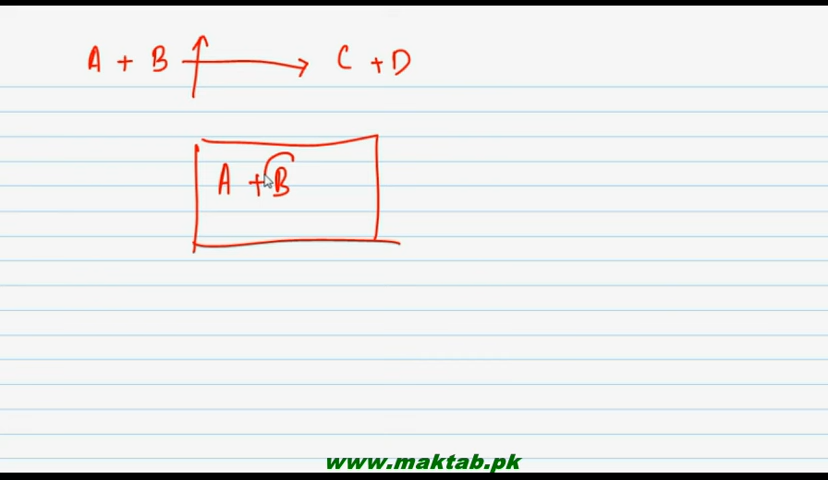 A + B → C + D
A + B
www.maktab.pk